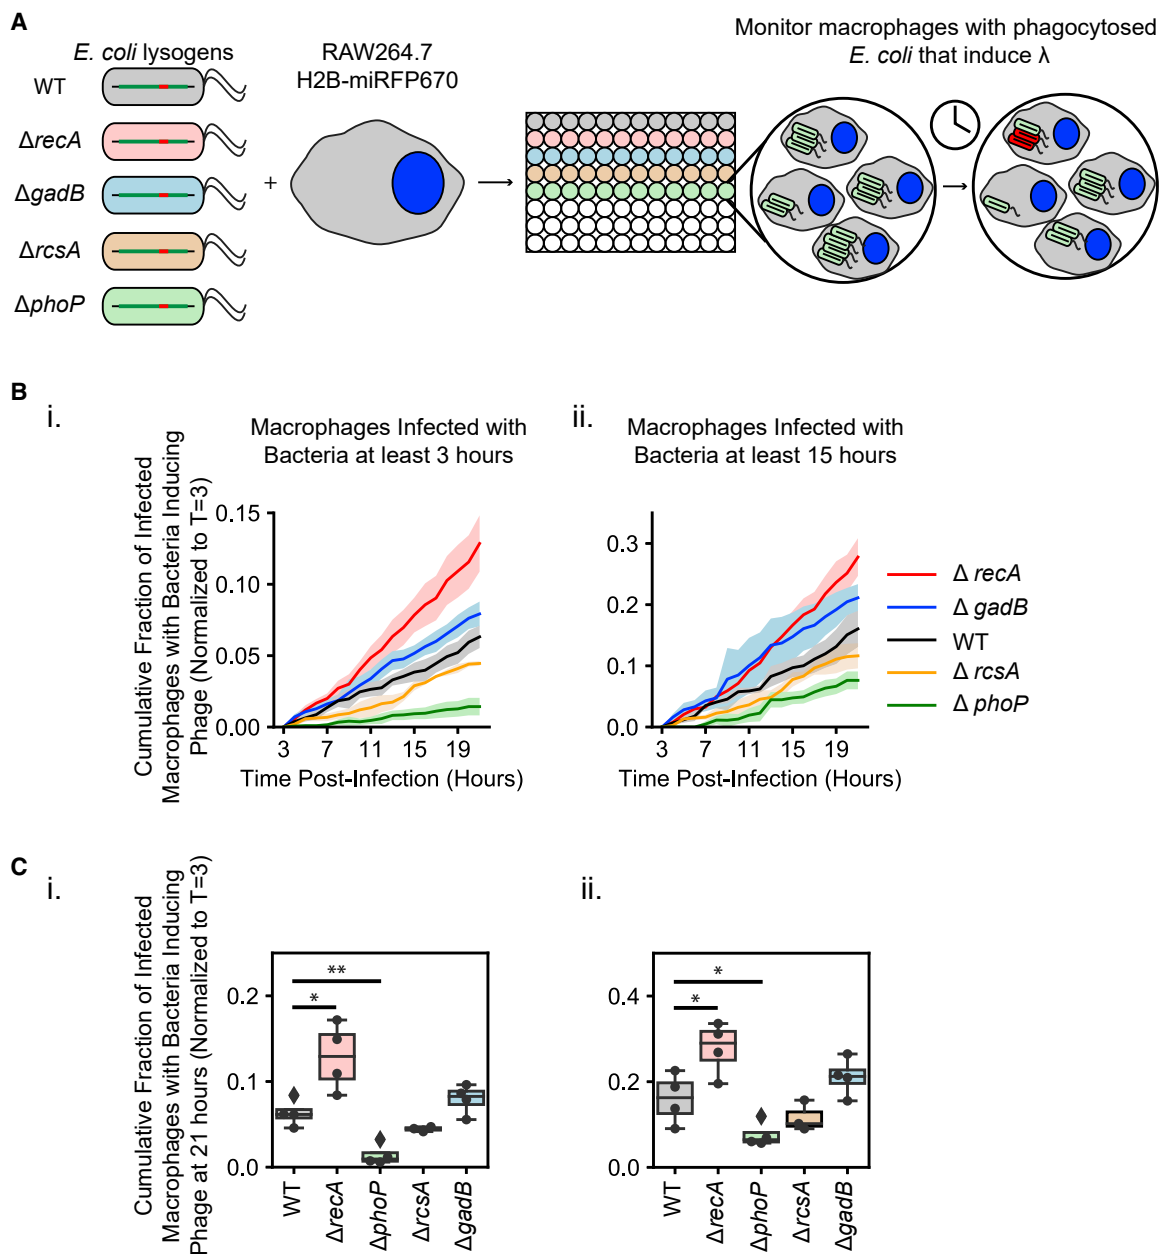 A
E. coli lysogens
WT
ΔrecA
ΔgadB
ΔrcsA
ΔphoP
+
RAW264.7
H2B-miRFP670
Monitor macrophages with phagocytosed
E. coli that induce λ
B
i.
Macrophages Infected with
Bacteria at least 3 hours
Cumulative Fraction of Infected
Macrophages with Bacteria Inducing
Phage (Normalized to T=3)
0.15
0.10
0.05
0.00
3 7 11 15 19
Time Post-Infection (Hours)
ii.
Macrophages Infected with
Bacteria at least 15 hours
0.3
0.2
0.1
0.0
3 7 11 15 19
Time Post-Infection (Hours)
Δ recA
Δ gadB
WT
Δ rcsA
Δ phoP
C
i.
Cumulative Fraction of Infected
Macrophages with Bacteria Inducing
Phage at 21 hours (Normalized to T=3)
0.2
0.1
0.0
**
*
WT ΔrecA ΔphoP ΔrcsA ΔgadB
ii.
0.4
0.2
0.0
*
*
WT ΔrecA ΔphoP ΔrcsA ΔgadB